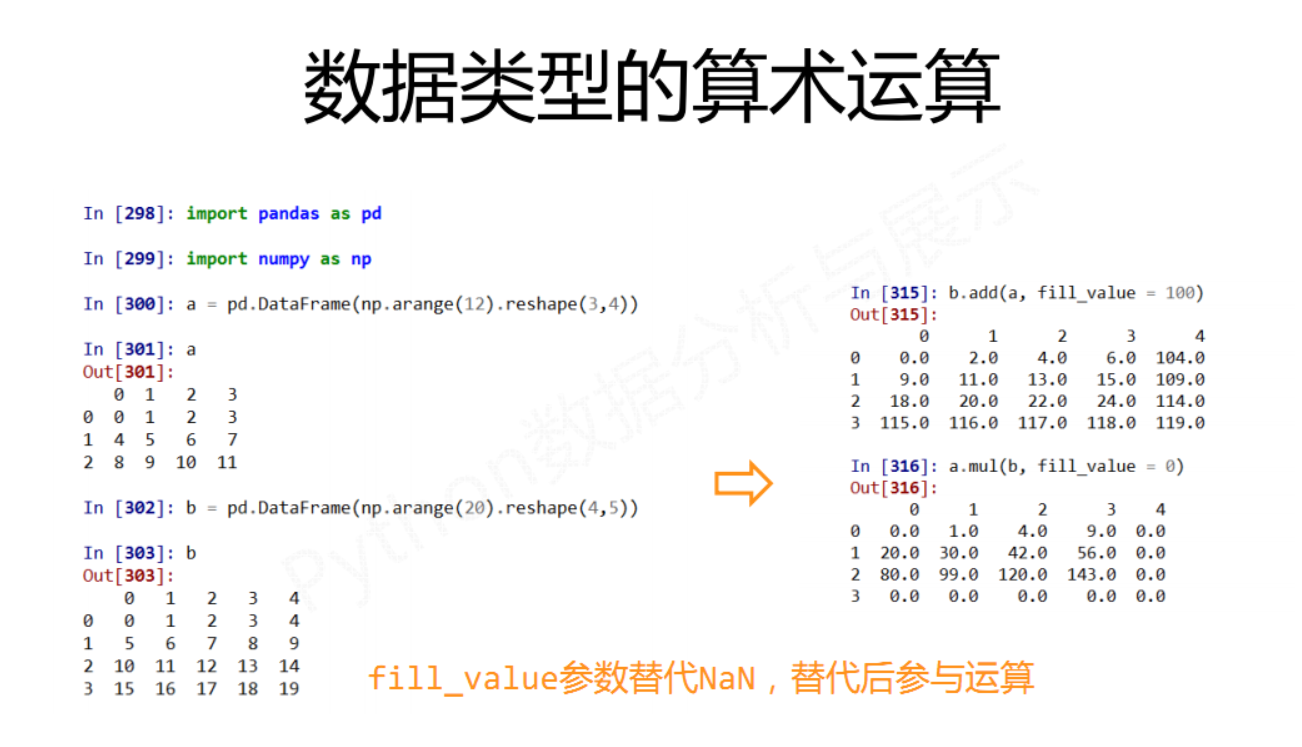 数据类型的算术运算
In [298]: import pandas as pd
In [299]: import numpy as np
In [300]: a = pd.DataFrame(np.arange(12).reshape(3,4))
In [301]: a
Out[301]:
0 1 2 3
0 0 1 2 3
1 4 5 6 7
2 8 9 10 11
In [302]: b = pd.DataFrame(np.arange(20).reshape(4,5))
In [303]: b
Out[303]:
0 1 2 3 4
0 0 1 2 3 4
1 5 6 7 8 9
2 10 11 12 13 14
3 15 16 17 18 19
In [315]: b.add(a, fill_value = 100)
Out[315]:
0 1 2 3 4
0 0.0 2.0 4.0 6.0 104.0
1 9.0 11.0 13.0 15.0 109.0
2 18.0 20.0 22.0 24.0 114.0
3 115.0 116.0 117.0 118.0 119.0
In [316]: a.mul(b, fill_value = 0)
Out[316]:
0 1 2 3 4
0 0.0 1.0 4.0 9.0 0.0
1 20.0 30.0 42.0 56.0 0.0
2 80.0 99.0 120.0 143.0 0.0
3 0.0 0.0 0.0 0.0 0.0
fill_value参数替代NaN，替代后参与运算
Python数据分析与展示